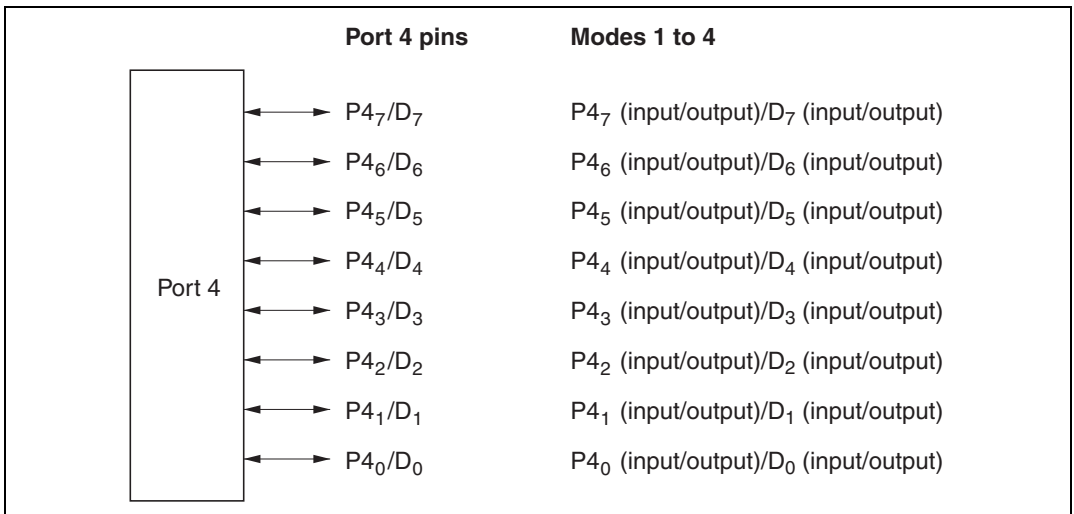 Port 4 pins Modes 1 to 4
P4₇/D₇ P4₇ (input/output)/D₇ (input/output)
P4₆/D₆ P4₆ (input/output)/D₆ (input/output)
P4₅/D₅ P4₅ (input/output)/D₅ (input/output)
P4₄/D₄ P4₄ (input/output)/D₄ (input/output)
Port 4
P4₃/D₃ P4₃ (input/output)/D₃ (input/output)
P4₂/D₂ P4₂ (input/output)/D₂ (input/output)
P4₁/D₁ P4₁ (input/output)/D₁ (input/output)
P4₀/D₀ P4₀ (input/output)/D₀ (input/output)